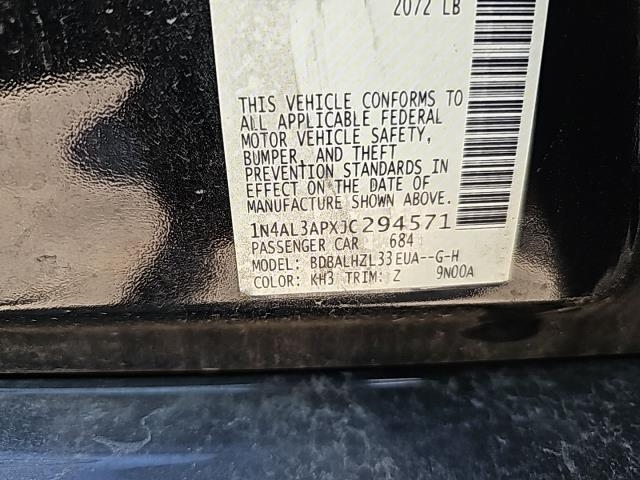 2072 LB
THIS VEHICLE CONFORMS TO
ALL APPLICABLE FEDERAL
MOTOR VEHICLE SAFETY,
BUMPER, AND THEFT
PREVENTION STANDARDS IN
EFFECT ON THE DATE OF
MANUFACTURE SHOWN ABOVE.
1N4AL3APXJC294571
PASSENGER CAR 684
MODEL: BDBALHZL33EUA--G-H
COLOR: KH3 TRIM: Z 9N00A